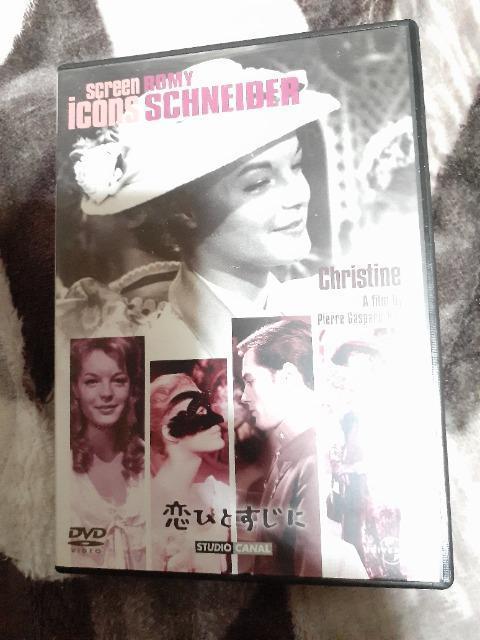 screen ROMY
icons SCHNEIDER
Christine
A film by
Pierre Gaspard
恋ひとすじに
DVD
VIDEO
STUDIO CANAL